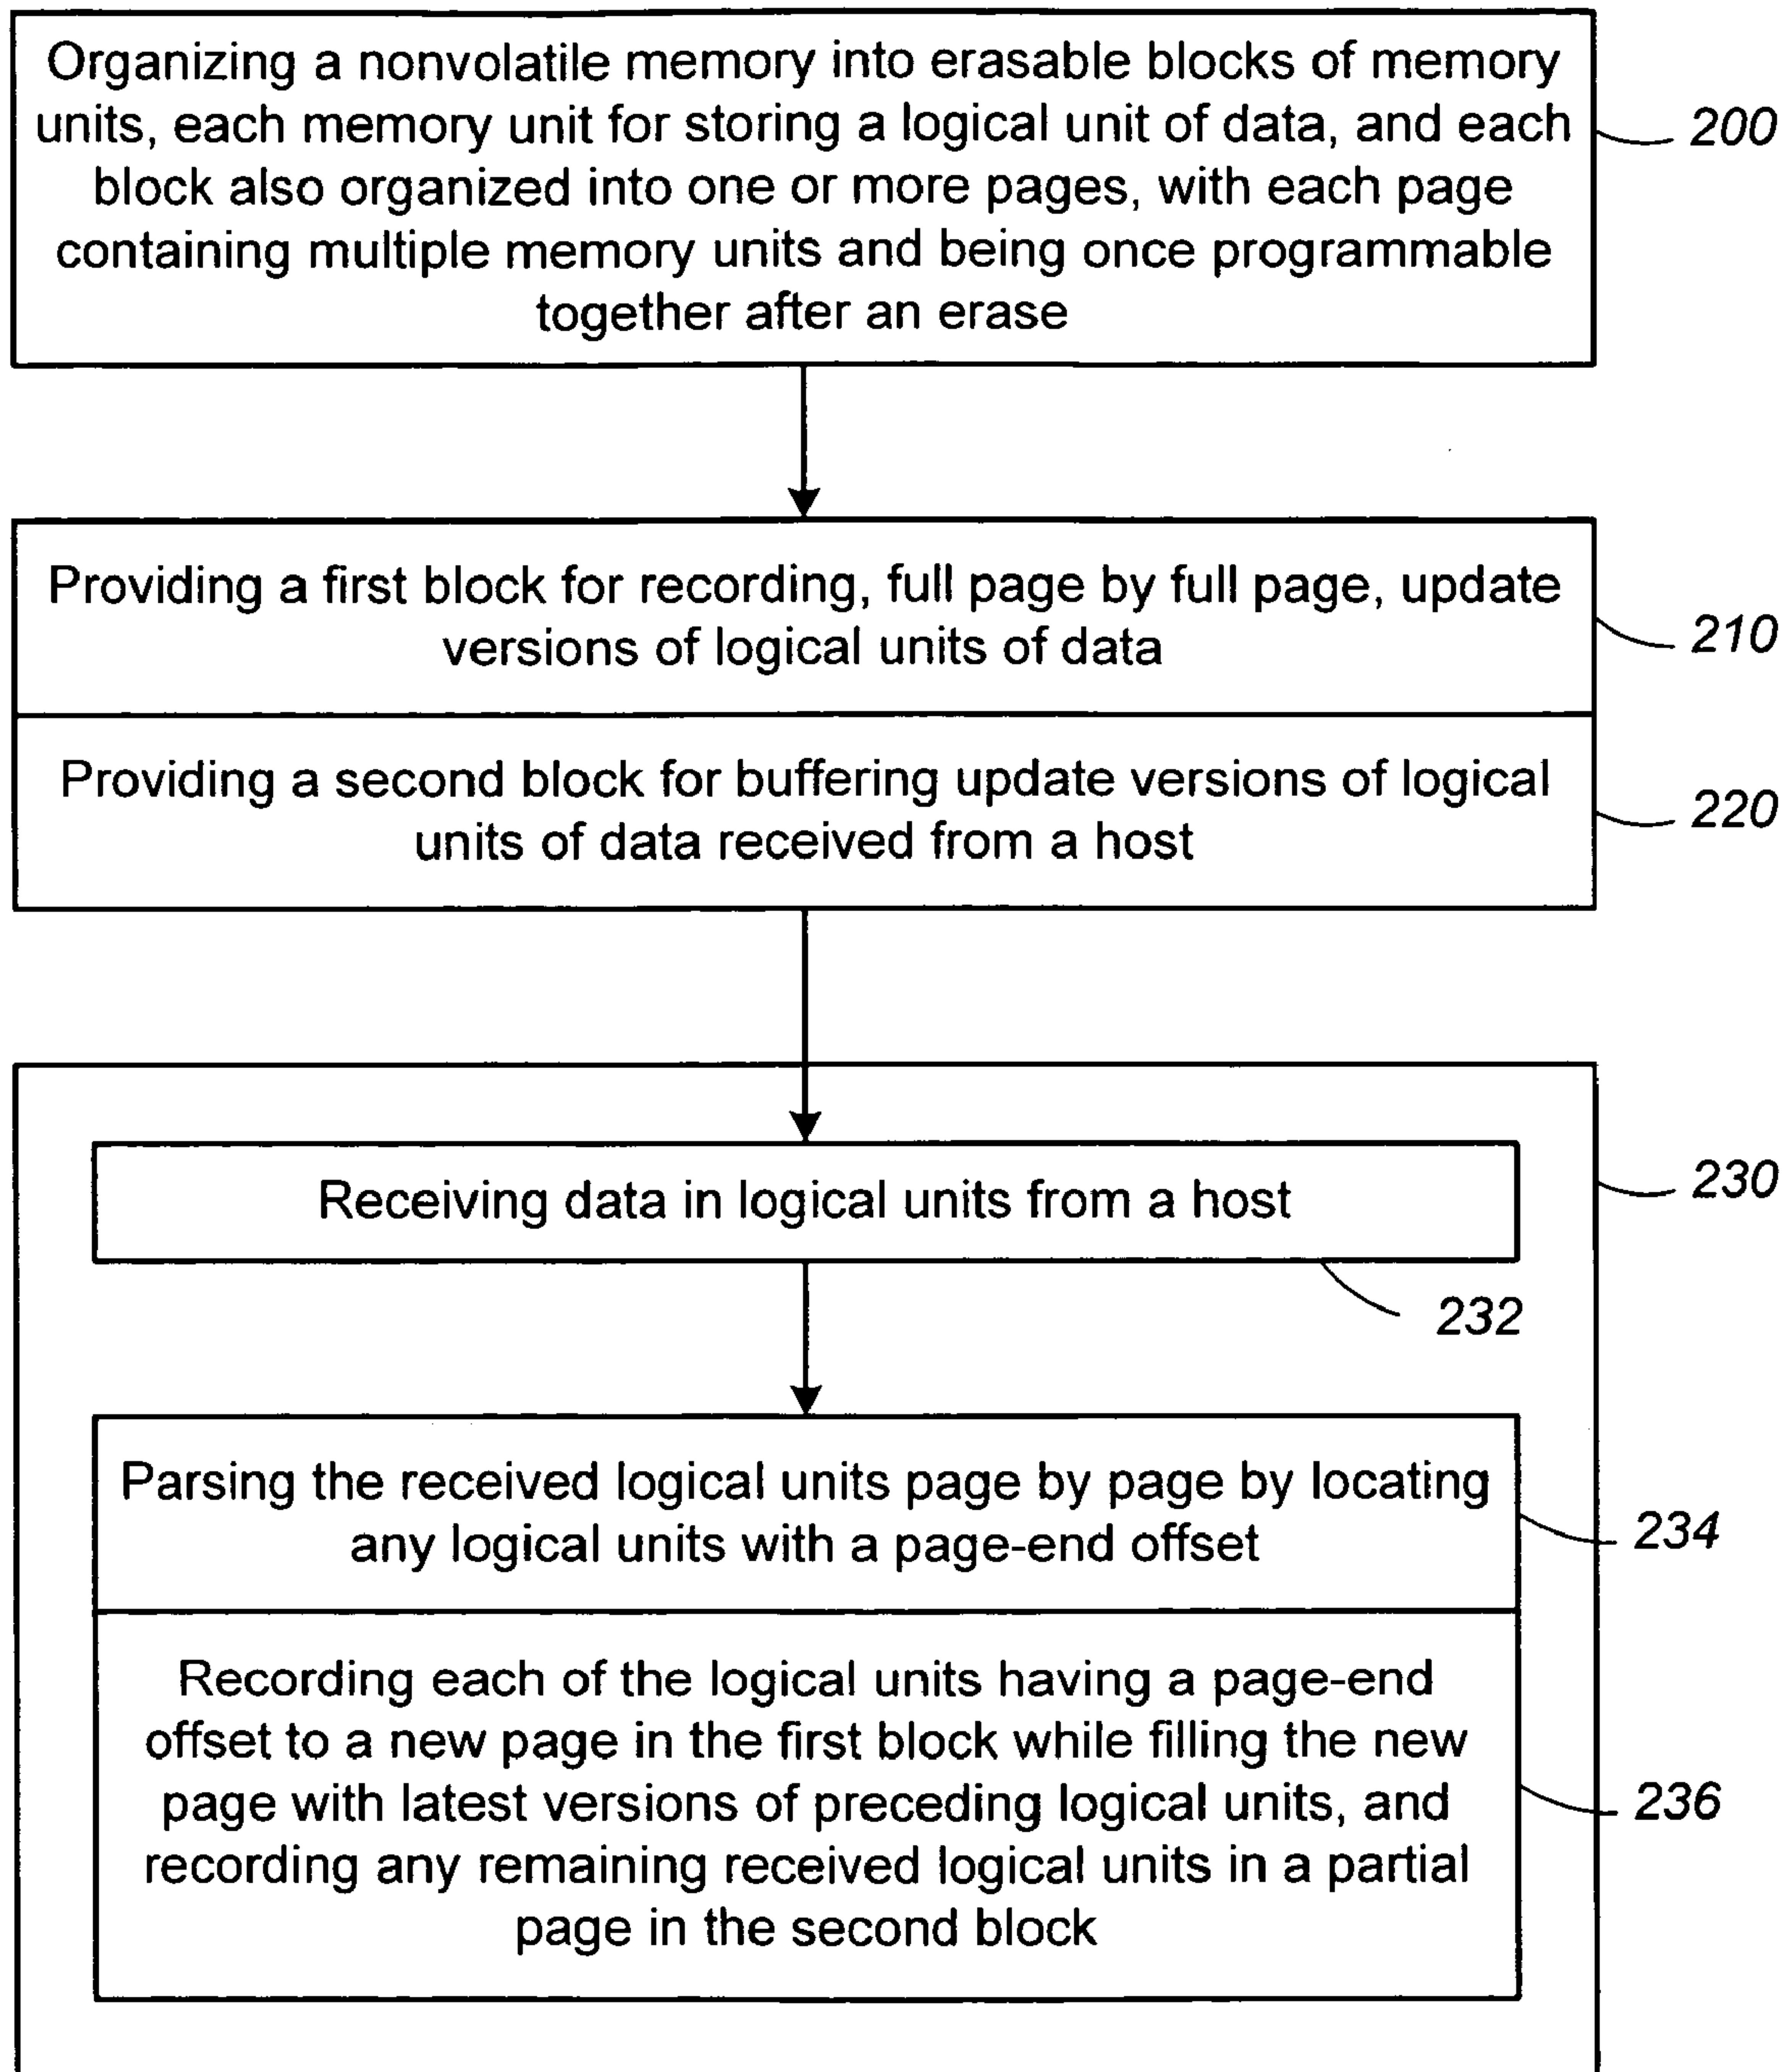 Organizing a nonvolatile memory into erasable blocks of memory
units, each memory unit for storing a logical unit of data, and each
block also organized into one or more pages, with each page
containing multiple memory units and being once programmable
together after an erase
200
Providing a first block for recording, full page by full page, update
versions of logical units of data
210
Providing a second block for buffering update versions of logical
units of data received from a host
220
Receiving data in logical units from a host
230
232
Parsing the received logical units page by page by locating
any logical units with a page-end offset
234
Recording each of the logical units having a page-end
offset to a new page in the first block while filling the new
page with latest versions of preceding logical units, and
recording any remaining received logical units in a partial
page in the second block
236